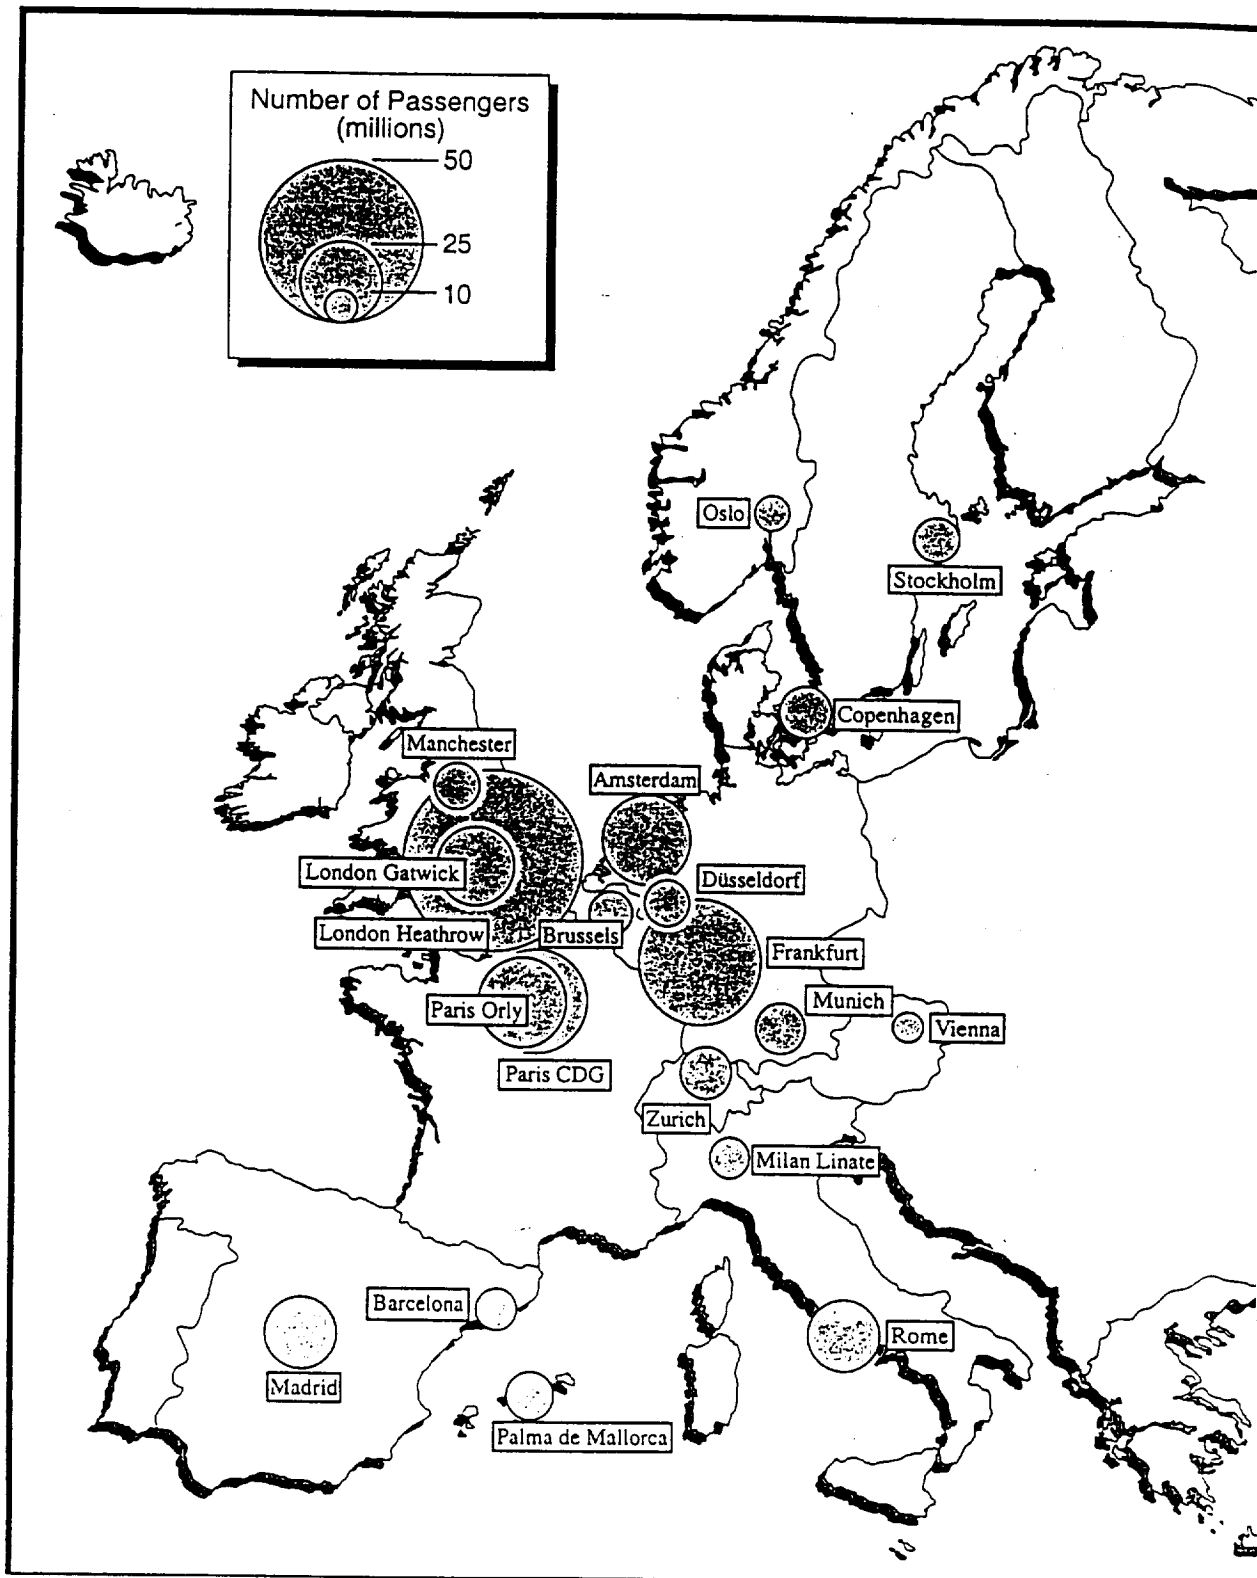 Number of Passengers
(millions)
50
25
10
Oslo
Stockholm
Copenhagen
Manchester
Amsterdam
London Gatwick
Düsseldorf
London Heathrow
Brussels
Frankfurt
Paris Orly
Munich
Vienna
Paris CDG
Zurich
Milan Linate
Barcelona
Rome
Madrid
Palma de Mallorca